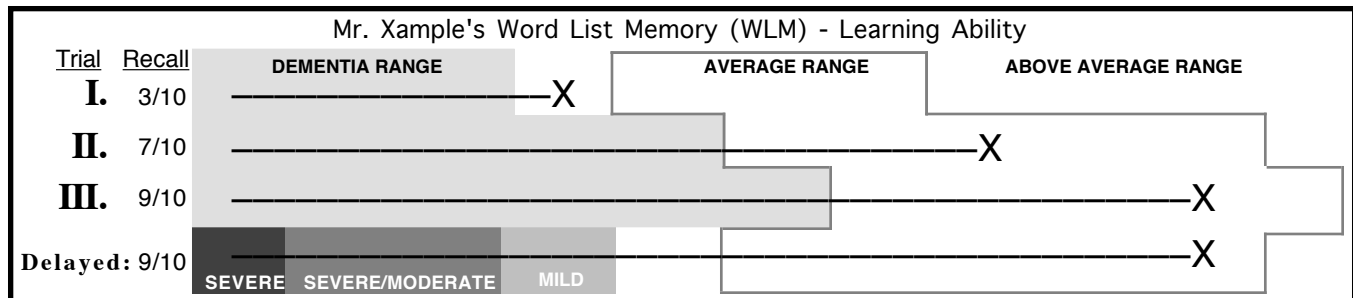 Mr. Xample's Word List Memory (WLM) - Learning Ability
Trial Recall DEMENTIA RANGE AVERAGE RANGE ABOVE AVERAGE RANGE
I. 3/10 X
II. 7/10 X
III. 9/10 X
Delayed: 9/10 X
SEVERE SEVERE/MODERATE MILD